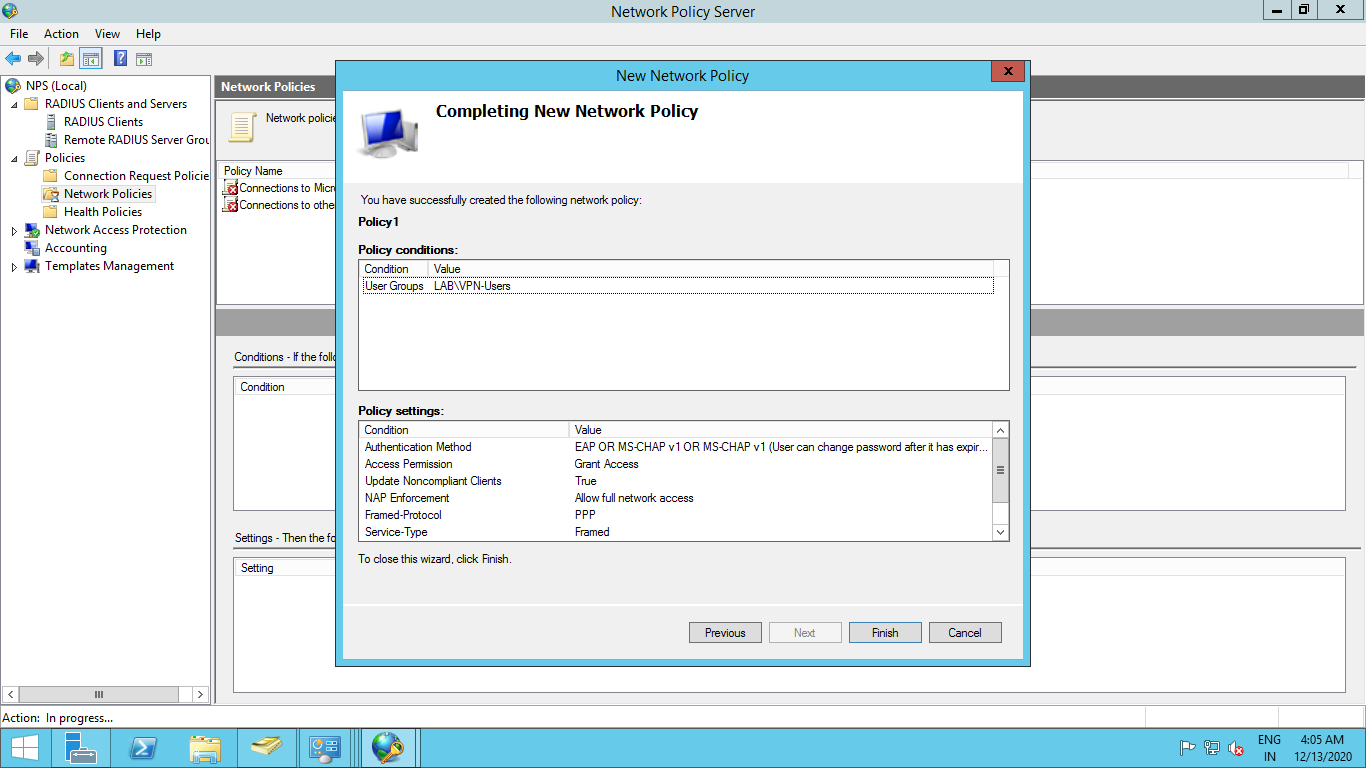 Network Policy Server
File Action View Help
NPS (Local)
RADIUS Clients and Servers
RADIUS Clients
Remote RADIUS Server Grou
Policies
Connection Request Policie
Network Policies
Health Policies
Network Access Protection
Accounting
Templates Management
Network Policies
Network policie
Policy Name
Connections to Micr
Connections to othe
Conditions - If the follo
Condition
Settings - Then the fo
Setting
New Network Policy
Completing New Network Policy
You have successfully created the following network policy:
Policy1
Policy conditions:
Condition Value
User Groups LAB\VPN-Users
Policy settings:
Condition Value
Authentication Method EAP OR MS-CHAP v1 OR MS-CHAP v1 (User can change password after it has expir...
Access Permission Grant Access
Update Noncompliant Clients True
NAP Enforcement Allow full network access
Framed-Protocol PPP
Service-Type Framed
To close this wizard, click Finish.
Previous Next Finish Cancel
Action: In progress...
ENG 4:05 AM
IN 12/13/2020